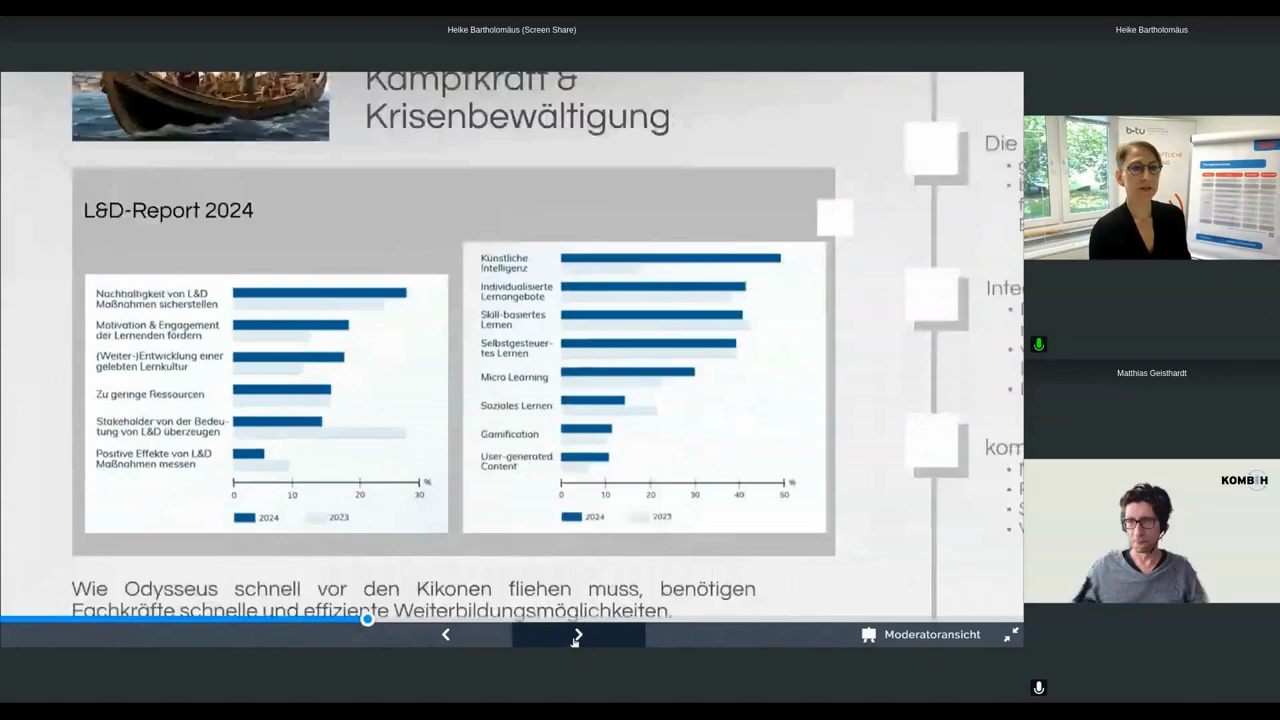 Heike Bartholomäus (Screen Share)
Heike Bartholomäus
Kampfkraft &
Krisenbewältigung
L&D-Report 2024
Nachhaltigkeit von L&D
Maßnahmen sicherstellen
Motivation & Engagement
der Lernenden fördern
(Weiter-)Entwicklung einer
gelebten Lernkultur
Zu geringe Ressourcen
Stakeholder von der Bedeu-
tung von L&D überzeugen
Positive Effekte von L&D
Maßnahmen messen
0 10 20 30 %
2024 2023
Künstliche
Intelligenz
Individualisierte
Lernangebote
Skill-basiertes
Lernen
Selbstgesteuer-
tes Lernen
Micro Learning
Soziales Lernen
Gamification
User-generated
Content
0 10 20 30 40 50 %
2024 2023
Wie Odysseus schnell vor den Kikonen fliehen muss, benötigen
Fachkräfte schnelle und effiziente Weiterbildungsmöglichkeiten.
Die
Inte
kom
Moderatoransicht
b-tu
Matthias Geisthardt
KOMBIH